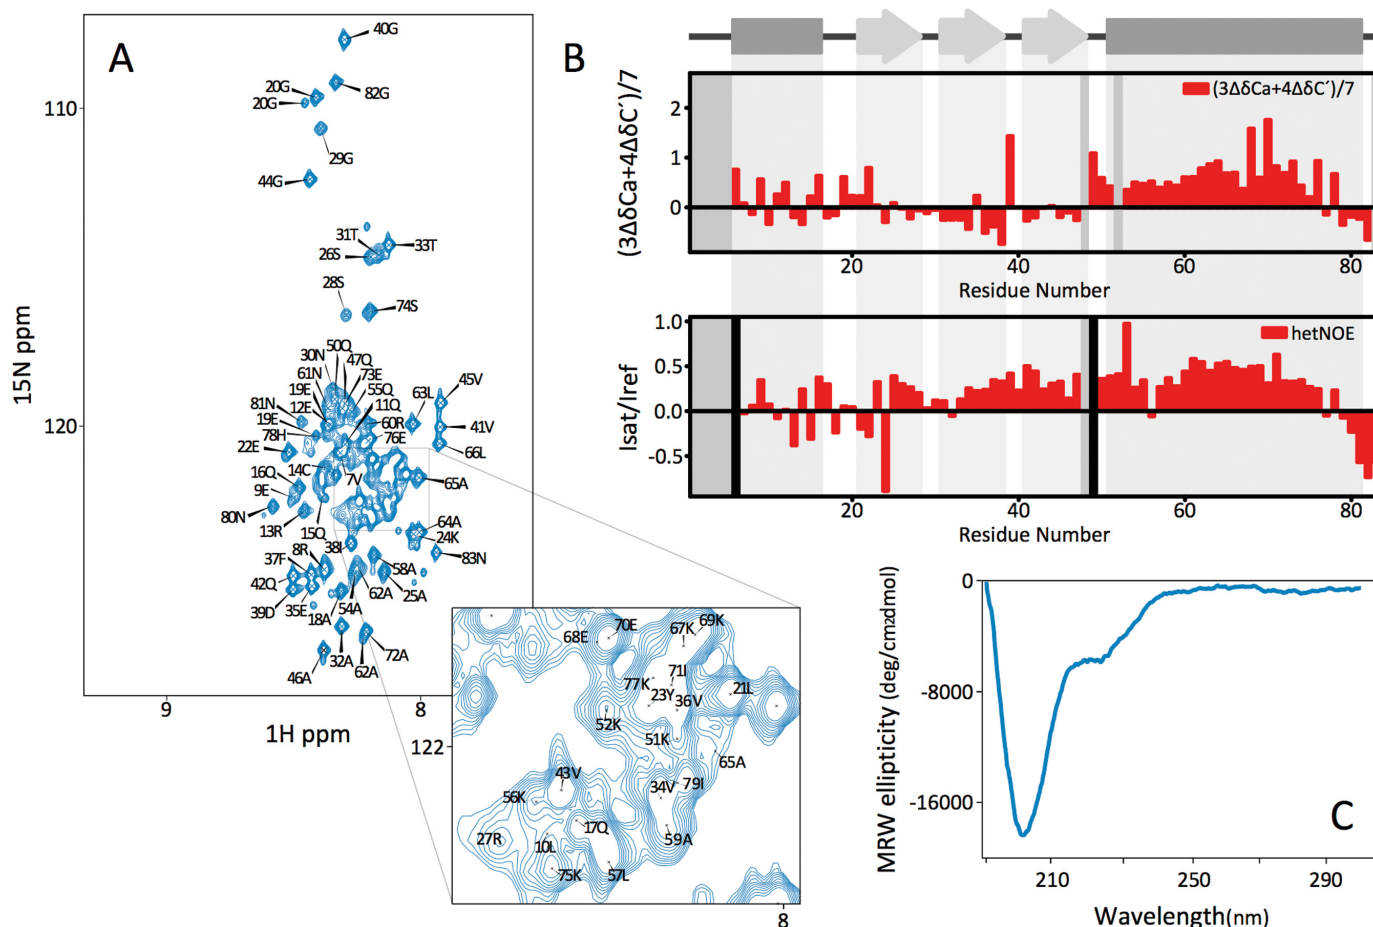 A
40G
20G
82G
20G
29G
44G
31T
33T
26S
28S
74S
50Q
30N
47Q
61N
73E
19E
55Q
63L
45V
12E
11Q
81N
19E
60R
41V
78H
76E
22E
66L
14C
16Q
7V
65A
9E
80N
64A
13R
15Q
24K
38I
8R
83N
37F
58A
42Q
62A
39D
35E
25A
18A
54A
32A
72A
46A
62A
110
120
15N ppm
9
8
1H ppm
122
8
70E
67K
69K
68E
71I
77K
23Y
36V
21L
52K
51K
65A
43V
34V
79I
56K
17Q
27R
10L
59A
75K
57L
B
(3ΔδCa+4ΔδC´)/7
(3ΔδCa+4ΔδC´)/7
2
1
0
20
40
60
80
Residue Number
hetNOE
Isat/Iref
1.0
0.5
0.0
-0.5
20
40
60
80
Residue Number
0
-8000
-16000
MRW ellipticity (deg/cm2dmol)
C
210
250
290
Wavelength(nm)